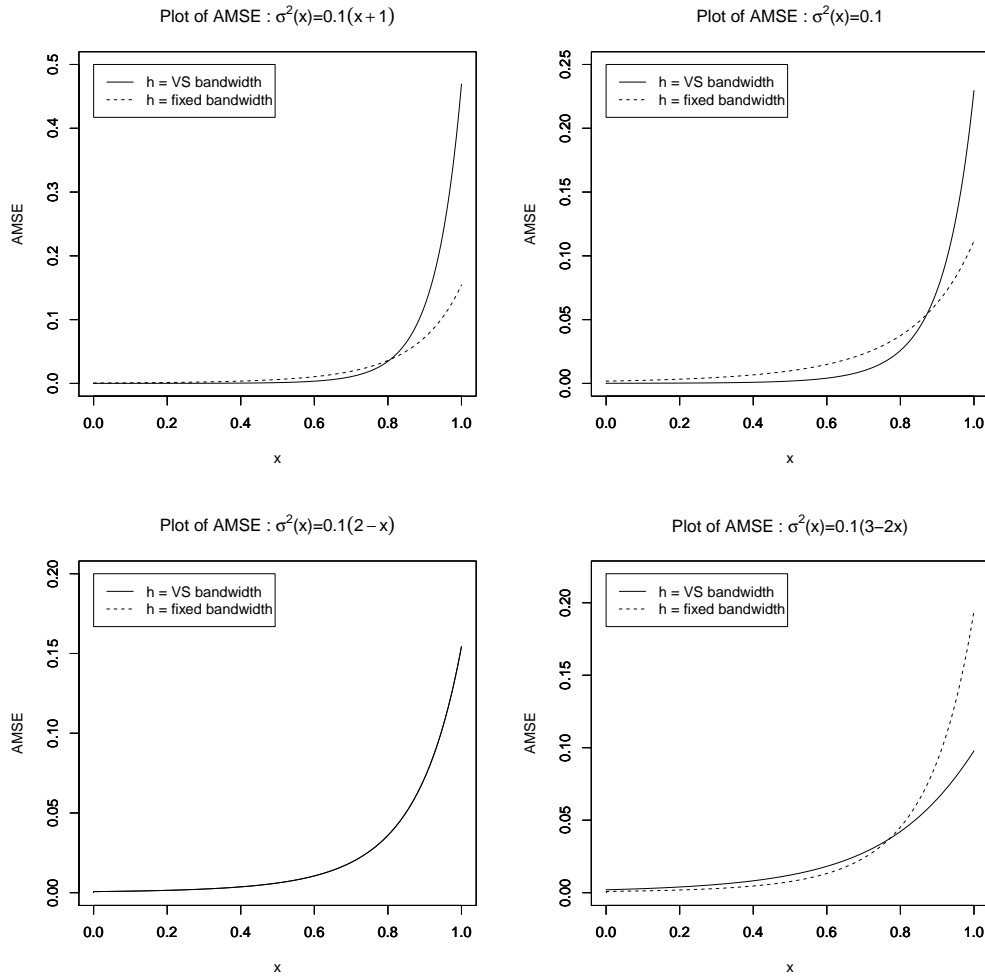 Plot of AMSE : σ²(x)=0.1(x+1)
h = VS bandwidth
h = fixed bandwidth
AMSE
0.0
0.1
0.2
0.3
0.4
0.5
0.0 0.2 0.4 0.6 0.8 1.0
x
Plot of AMSE : σ²(x)=0.1
h = VS bandwidth
h = fixed bandwidth
AMSE
0.00
0.05
0.10
0.15
0.20
0.25
0.0 0.2 0.4 0.6 0.8 1.0
x
Plot of AMSE : σ²(x)=0.1(2−x)
h = VS bandwidth
h = fixed bandwidth
AMSE
0.00
0.05
0.10
0.15
0.20
0.0 0.2 0.4 0.6 0.8 1.0
x
Plot of AMSE : σ²(x)=0.1(3−2x)
h = VS bandwidth
h = fixed bandwidth
AMSE
0.00
0.05
0.10
0.15
0.20
0.0 0.2 0.4 0.6 0.8 1.0
x